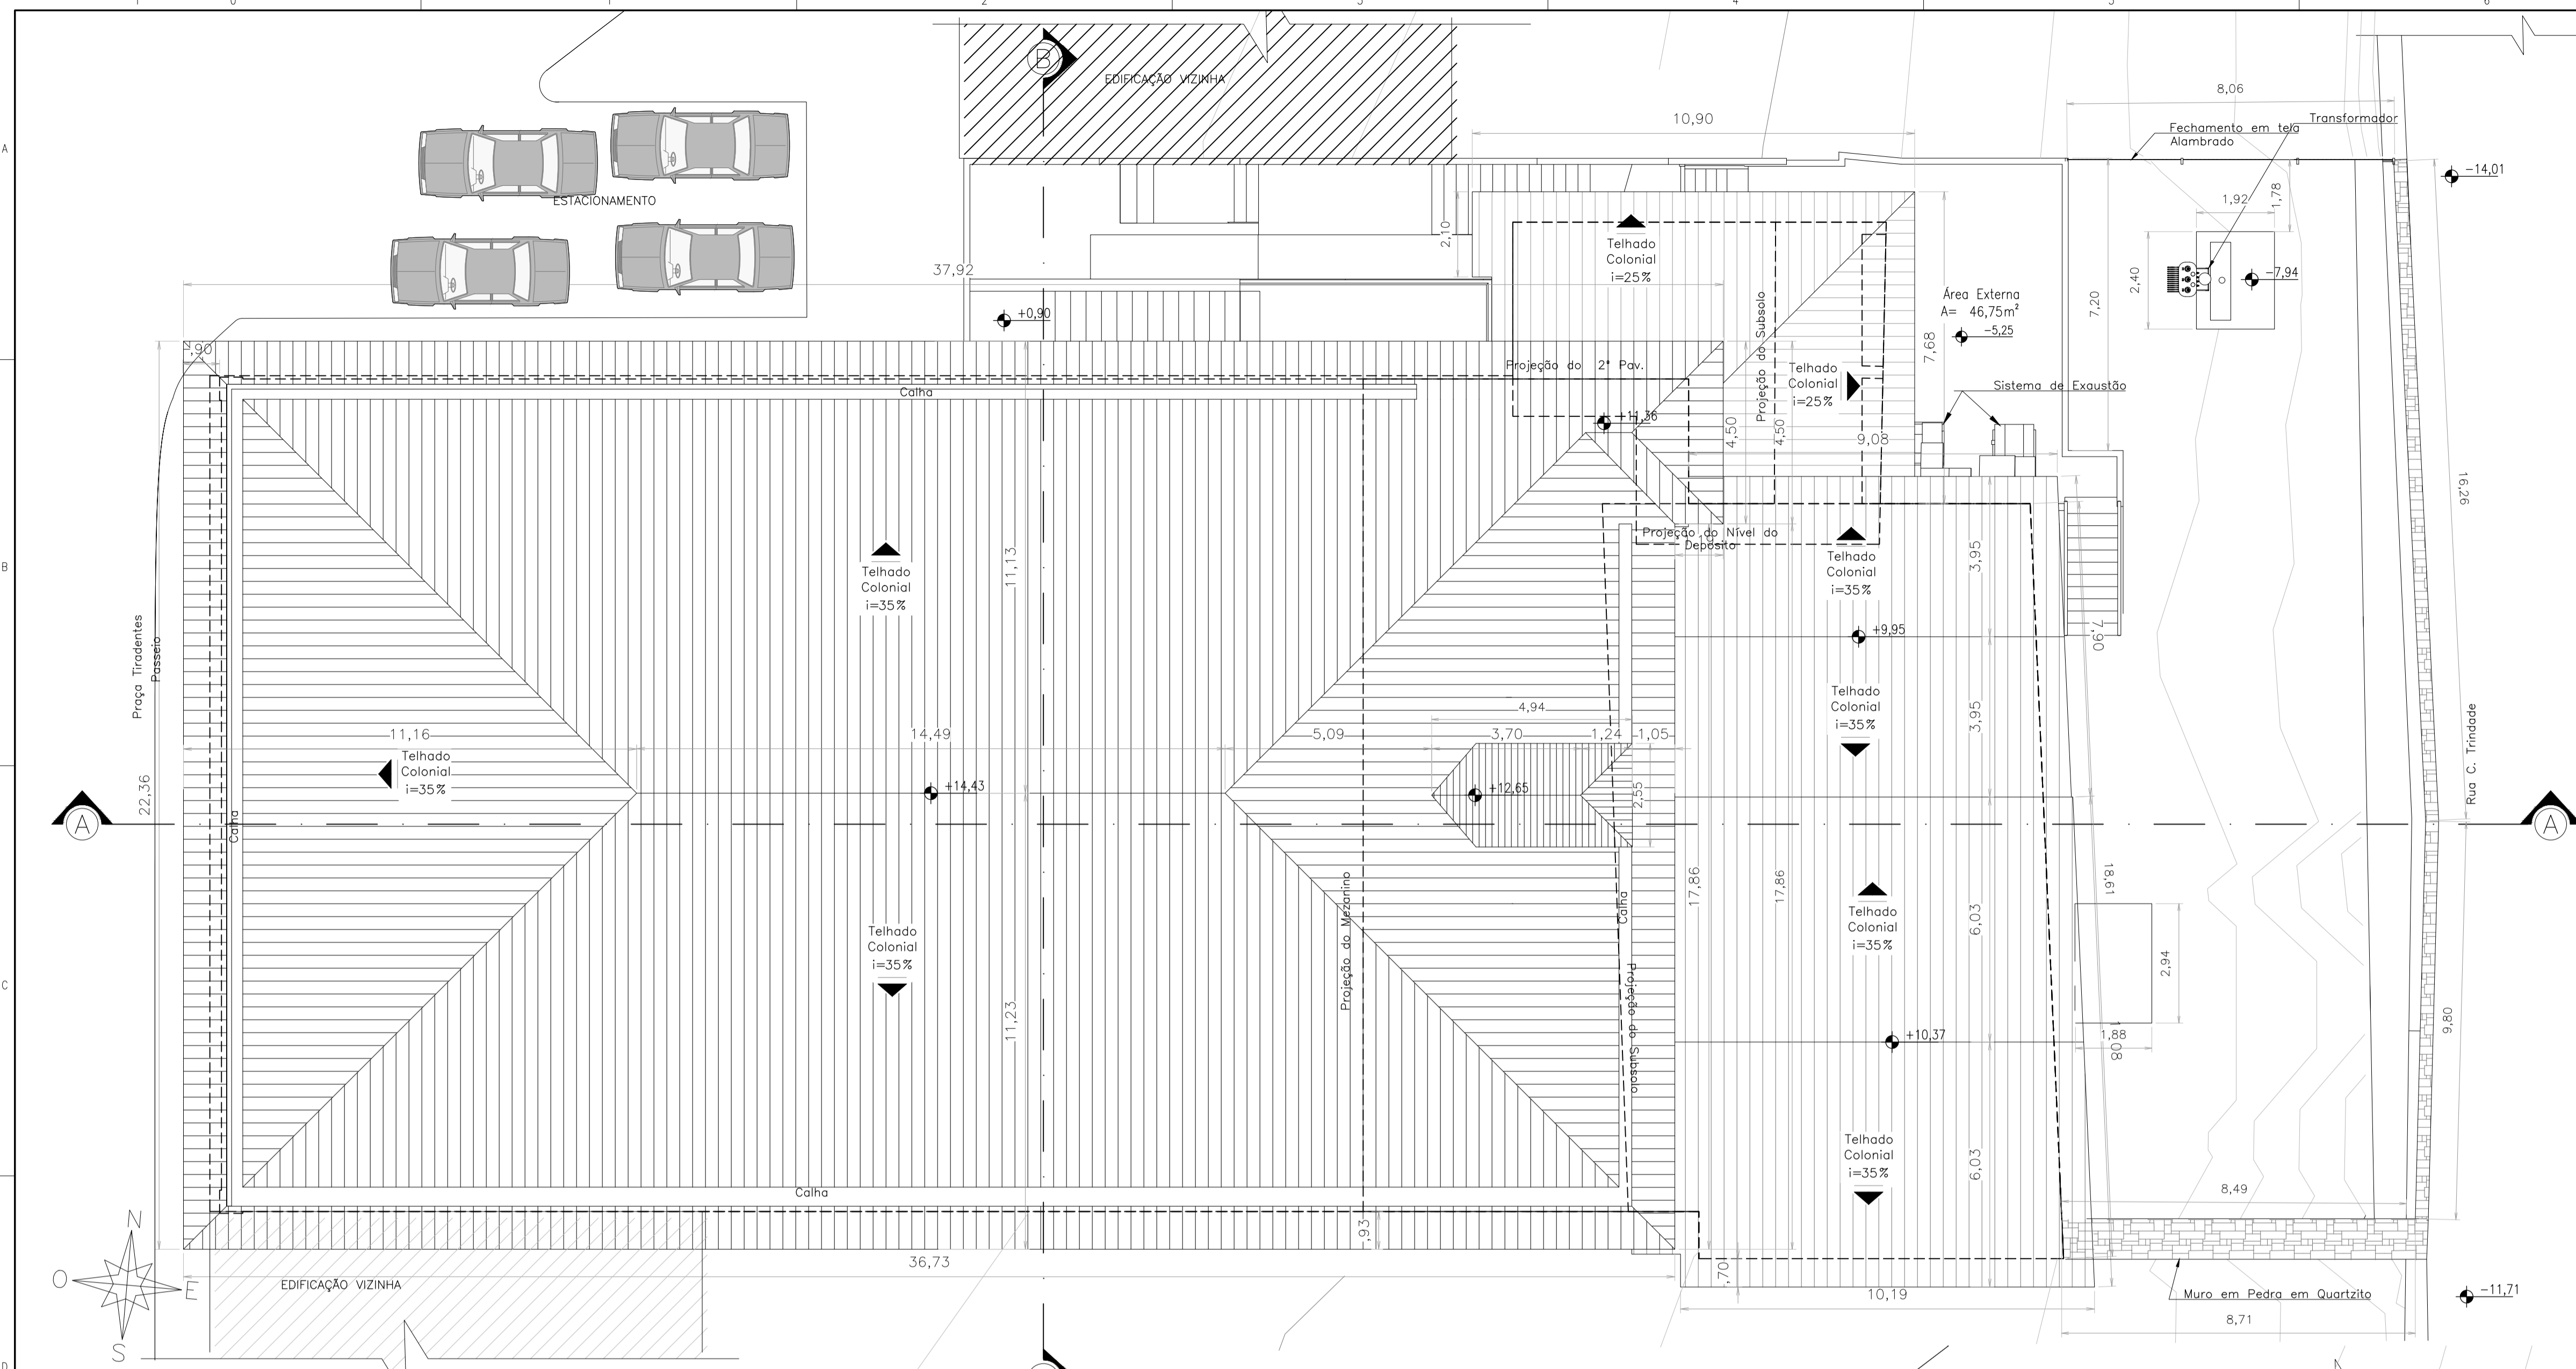 0
2
3
4
5
6
A
B
C
D
B
EDIFICAÇÃO VIZINHA
8,06
Transformador
Fechamento em tela
Alambrado
10,90
-14,01
ESTACIONAMENTO
1,92
1,78
2,10
Telhado
Colonial
i=25%
37,92
2,40
-7,94
7,20
Área Externa
A= 46,75m²
-5,25
+0,90
Projeção do Subsolo
7,68
,90
Projeção do 2° Pav.
Telhado
Colonial
i=25%
Sistema de Exaustão
Calha
+11,36
4,50
4,50
9,08
16,26
Projeção do Nível do
Depósito
11,13
Telhado
Colonial
i=35%
Telhado
Colonial
i=35%
3,95
+9,95
7,90
Praça Tiradentes
Passeio
Telhado
Colonial
i=35%
3,95
4,94
11,16
14,49
5,09
3,70
1,24
1,05
Rua C. Trindade
Telhado
Colonial
i=35%
22,36
+14,43
+12,65
2,55
A
A
Calha
Projeção do Mezanino
Calha
17,86
17,86
18,61
Telhado
Colonial
i=35%
Telhado
Colonial
i=35%
6,03
2,94
11,23
Projeção do Subsolo
+10,37
1,88
9,80
Telhado
Colonial
i=35%
6,03
8,49
Calha
,93
N
O
E
S
EDIFICAÇÃO VIZINHA
36,73
,70
10,19
Muro em Pedra em Quartzito
-11,71
8,71